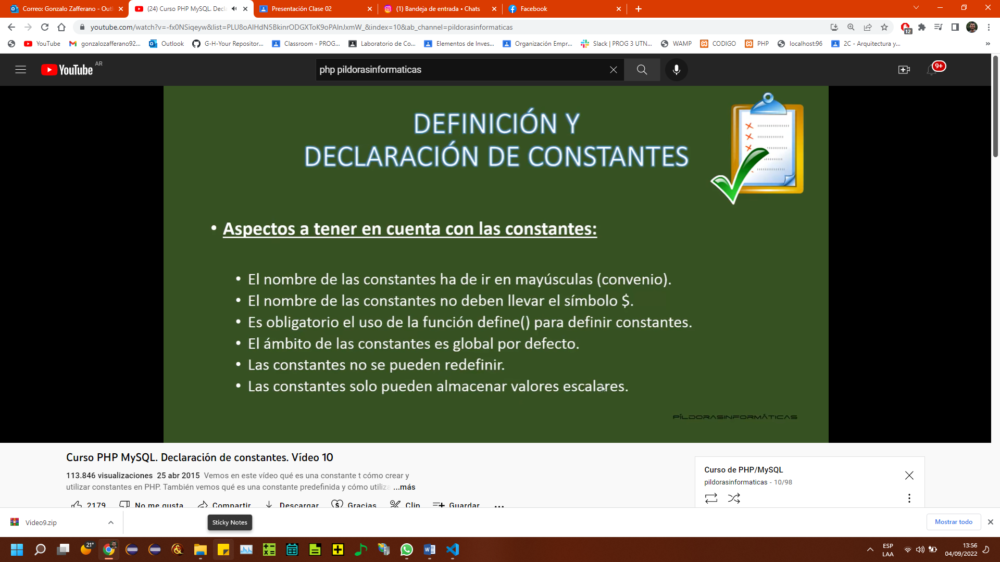 Correo: Gonzalo Zafferano - Outl
(24) Curso PHP MySQL. Decla
Presentación Clase 02
(1) Bandeja de entrada • Chats
Facebook
youtube.com/watch?v=-fx0NSiqeyw&list=PLU8oAlHdN5BkinrODGXToK9oPAlnJxmW_&index=10&ab_channel=pildorasinformaticas
12
YouTube
gonzalozafferano92...
Outlook
G-H-Your Repositor...
Classroom - PROG...
Laboratorio de Co...
Elementos de Inves...
Organización Empr...
Slack | PROG 3 UTN...
WAMP
CODIGO
PHP
localhost:96
2C - Arquitectura y...
»
YouTube AR
php pildorasinformaticas
9+
DEFINICIÓN Y
DECLARACIÓN DE CONSTANTES
• Aspectos a tener en cuenta con las constantes:
• El nombre de las constantes ha de ir en mayúsculas (convenio).
• El nombre de las constantes no deben llevar el símbolo $.
• Es obligatorio el uso de la función define() para definir constantes.
• El ámbito de las constantes es global por defecto.
• Las constantes no se pueden redefinir.
• Las constantes solo pueden almacenar valores escalares.
PÍLDORASINFORMÁTICAS
Curso PHP MySQL. Declaración de constantes. Vídeo 10
113.846 visualizaciones 25 abr 2015 Vemos en este vídeo qué es una constante t cómo crear y
utilizar constantes en PHP. También vemos qué es una constante predefinida y cómo utiliza ...más
2179
No me gusta
Compartir
Descargar
Gracias
Clip
Guardar
Curso de PHP/MySQL
pildorasinformaticas - 10/98
Video9.zip
Sticky Notes
Mostrar todo
21°
ESP
LAA
13:56
04/09/2022